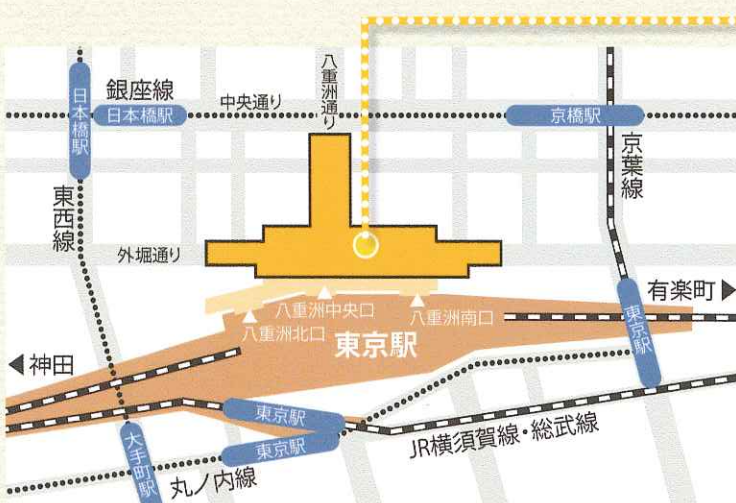 八重洲通り
銀座線
中央通り
日本橋駅
日本橋駅
京橋駅
京葉線
東西線
外堀通り
有楽町
八重洲中央口
八重洲南口
八重洲北口
東京駅
東京駅
神田
東京駅
東京駅
大手町駅
JR横須賀線・総武線
丸ノ内線